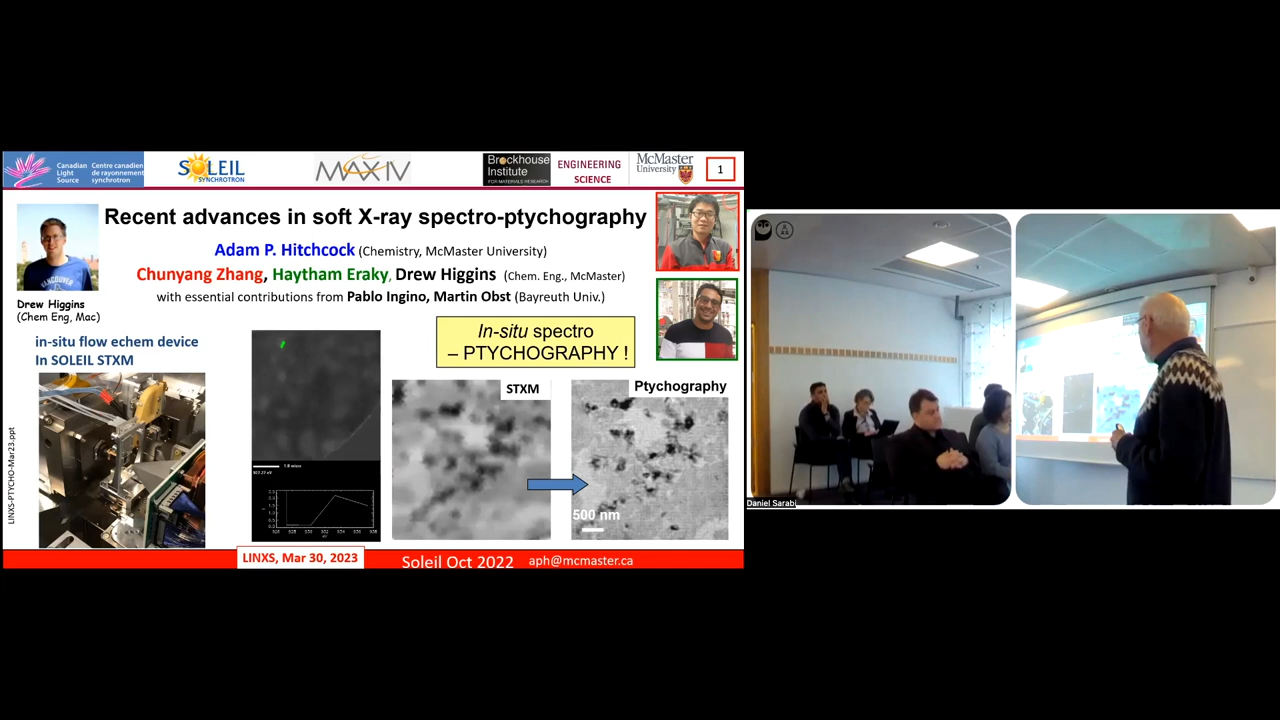 Canadian Light Source
Centre canadien de rayonnement synchrotron
SOLEIL
SYNCHROTRON
MAX IV
Brockhouse Institute
FOR MATERIALS RESEARCH
ENGINEERING
SCIENCE
McMaster
University
1
Recent advances in soft X-ray spectro-ptychography
Adam P. Hitchcock (Chemistry, McMaster University)
Chunyang Zhang, Haytham Eraky, Drew Higgins (Chem. Eng., McMaster)
with essential contributions from Pablo Ingino, Martin Obst (Bayreuth Univ.)
VANCOUVER
Drew Higgins
(Chem Eng, Mac)
In-situ spectro
– PTYCHOGRAPHY !
in-situ flow echem device
In SOLEIL STXM
STXM
Ptychography
500 nm
LINXS-PTYCHO-Mar23.ppt
LINXS, Mar 30, 2023
Soleil Oct 2022
aph@mcmaster.ca
Daniel Sarabi